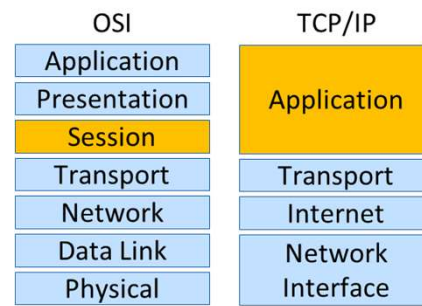 OSI
Application
Presentation
Session
Transport
Network
Data Link
Physical
TCP/IP
Application
Transport
Internet
Network
Interface